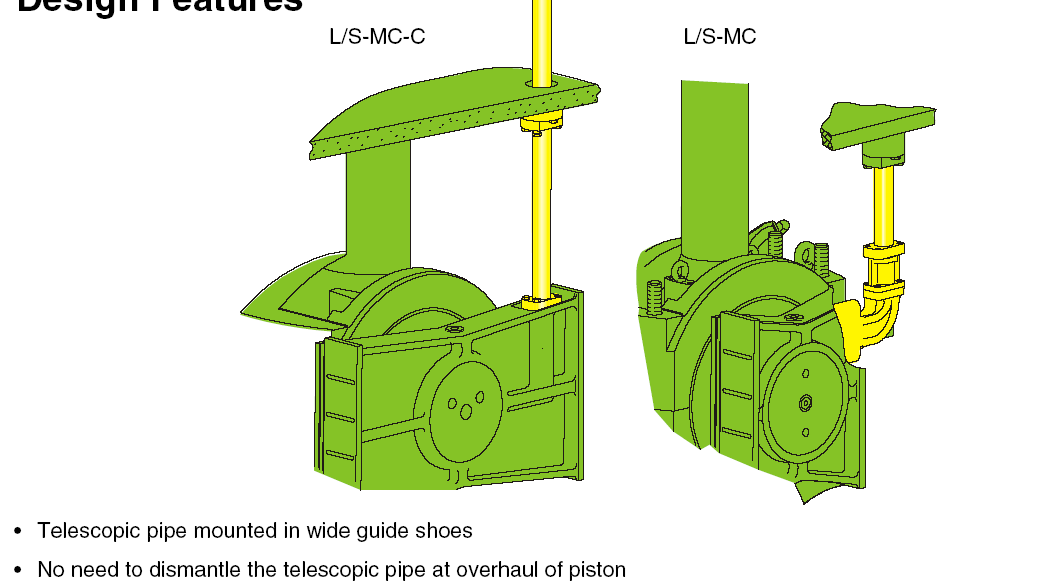 Design Features
L/S-MC-C
L/S-MC
• Telescopic pipe mounted in wide guide shoes
• No need to dismantle the telescopic pipe at overhaul of piston